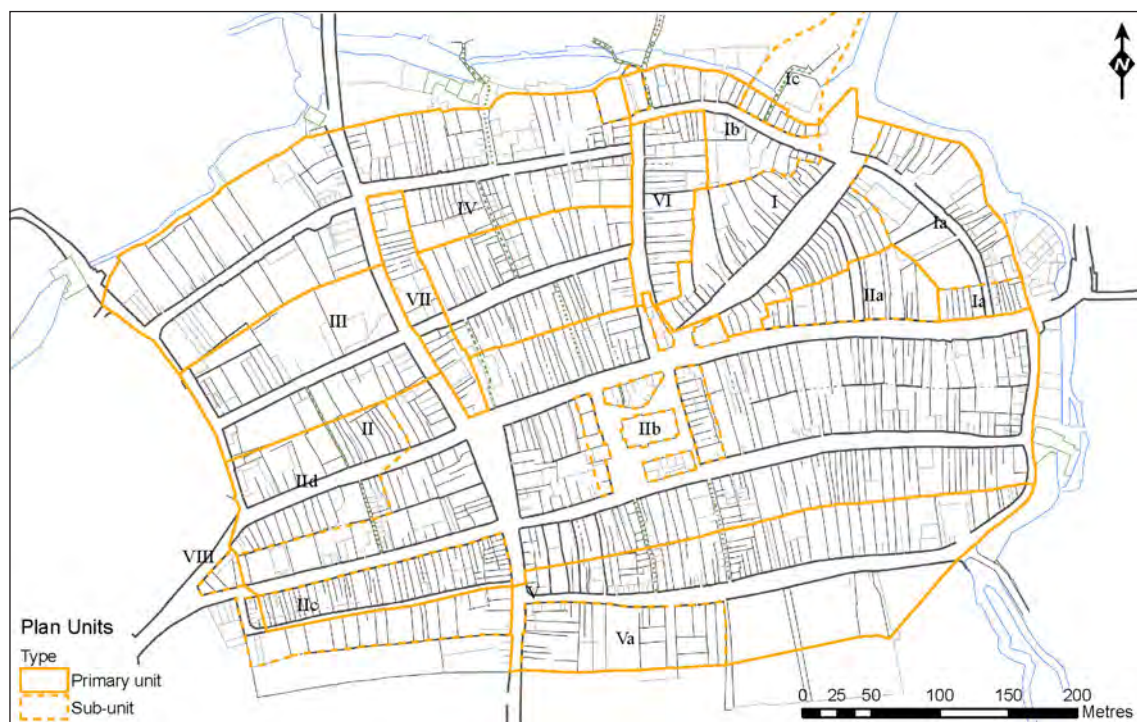 N
Ic
Ib
IV
VI
I
Ia
VII
IIa
Ia
III
II
IIb
IId
VIII
IIc
V
Va
Plan Units
Type
Primary unit
Sub-unit
0 25 50 100 150 200
Metres